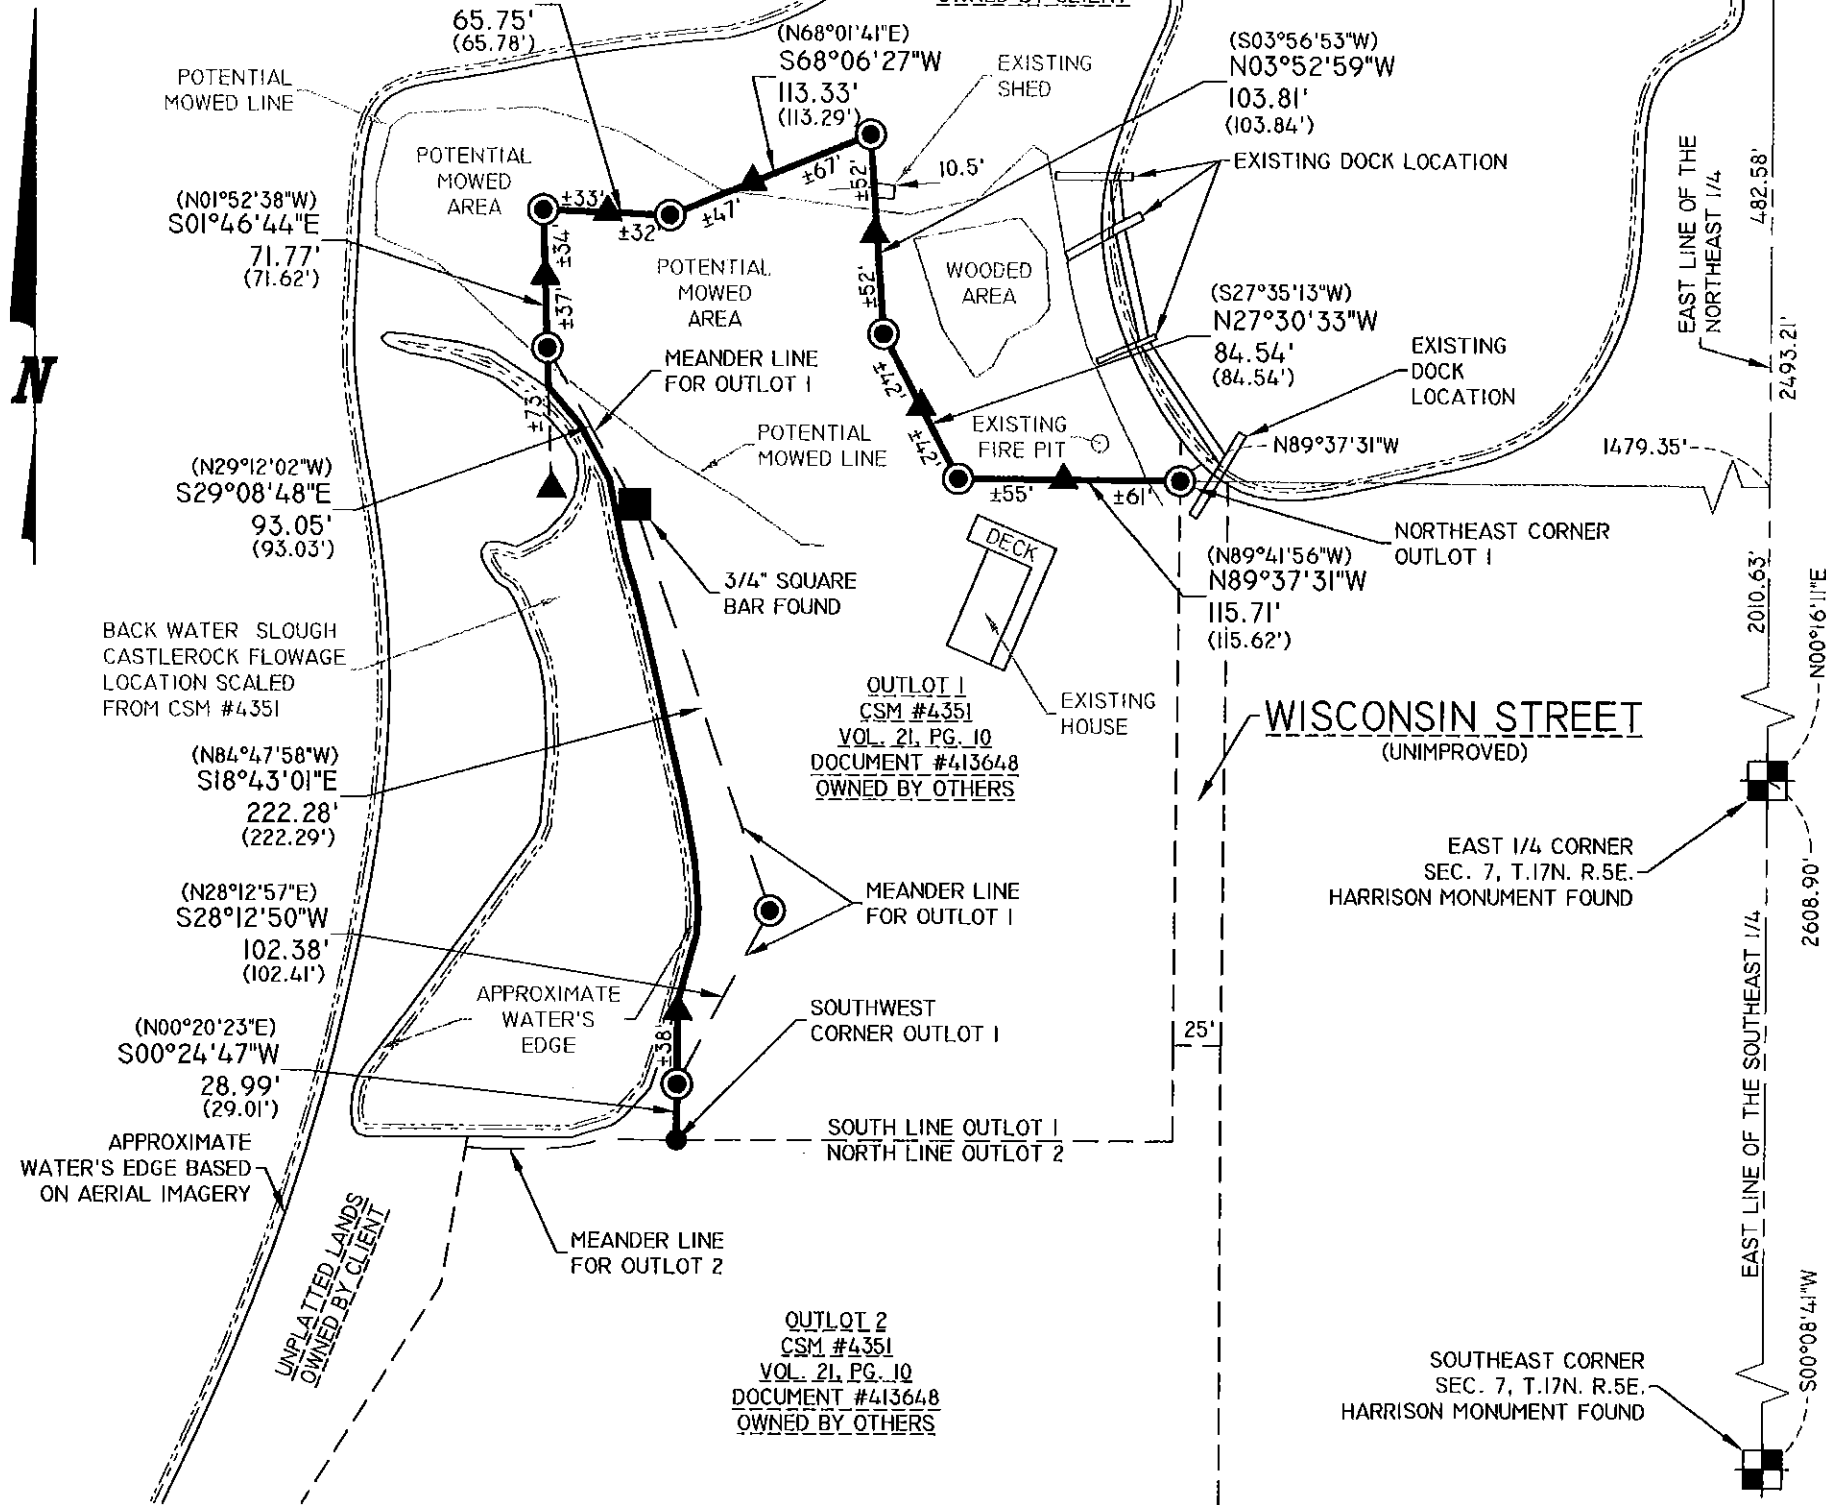 OWNED BY CLIENT
65.75'
(65.78')
(N68°01'41"E)
S68°06'27"W
113.33'
(113.29')
EXISTING
SHED
(S03°56'53"W)
N03°52'59"W
103.81'
(103.84')
POTENTIAL
MOWED LINE
POTENTIAL
MOWED
AREA
±33'
±32'
±47'
±67'
±52'
10.5'
EXISTING DOCK LOCATION
EAST LINE OF THE
NORTHEAST 1/4
482.58'
2493.21'
(N01°52'38"W)
S01°46'44"E
71.77'
(71.62')
±34'
±37'
POTENTIAL
MOWED
AREA
±52'
WOODED
AREA
(S27°35'13"W)
N27°30'33"W
84.54'
(84.54')
EXISTING
DOCK
LOCATION
N
MEANDER LINE
FOR OUTLOT 1
±73'
±42'
±42'
EXISTING
FIRE PIT
POTENTIAL
MOWED LINE
N89°37'31"W
1479.35'
(N29°12'02"W)
S29°08'48"E
93.05'
(93.03')
±55'
±61'
NORTHEAST CORNER
OUTLOT 1
DECK
(N89°41'56"W)
N89°37'31"W
115.71'
(115.62')
3/4" SQUARE
BAR FOUND
2010.63'
N00°16'11"E
BACK WATER SLOUGH
CASTLEROCK FLOWAGE
LOCATION SCALED
FROM CSM #4351
OUTLOT 1
CSM #4351
VOL. 21, PG. 10
DOCUMENT #413648
OWNED BY OTHERS
EXISTING
HOUSE
WISCONSIN STREET
(UNIMPROVED)
(N84°47'58"W)
S18°43'01"E
222.28'
(222.29')
EAST 1/4 CORNER
SEC. 7, T.17N. R.5E.
HARRISON MONUMENT FOUND
2608.90'
(N28°12'57"E)
S28°12'50"W
102.38'
(102.41')
MEANDER LINE
FOR OUTLOT 1
EAST LINE OF THE SOUTHEAST 1/4
APPROXIMATE
WATER'S
EDGE
SOUTHWEST
CORNER OUTLOT 1
±38'
25'
(N00°20'23"E)
S00°24'47"W
28.99'
(29.01')
SOUTH LINE OUTLOT 1
NORTH LINE OUTLOT 2
APPROXIMATE
WATER'S EDGE BASED
ON AERIAL IMAGERY
UNPLATTED LANDS
OWNED BY CLIENT
MEANDER LINE
FOR OUTLOT 2
OUTLOT 2
CSM #4351
VOL. 21, PG. 10
DOCUMENT #413648
OWNED BY OTHERS
SOUTHEAST CORNER
SEC. 7, T.17N. R.5E.
HARRISON MONUMENT FOUND
S00°08'41"W